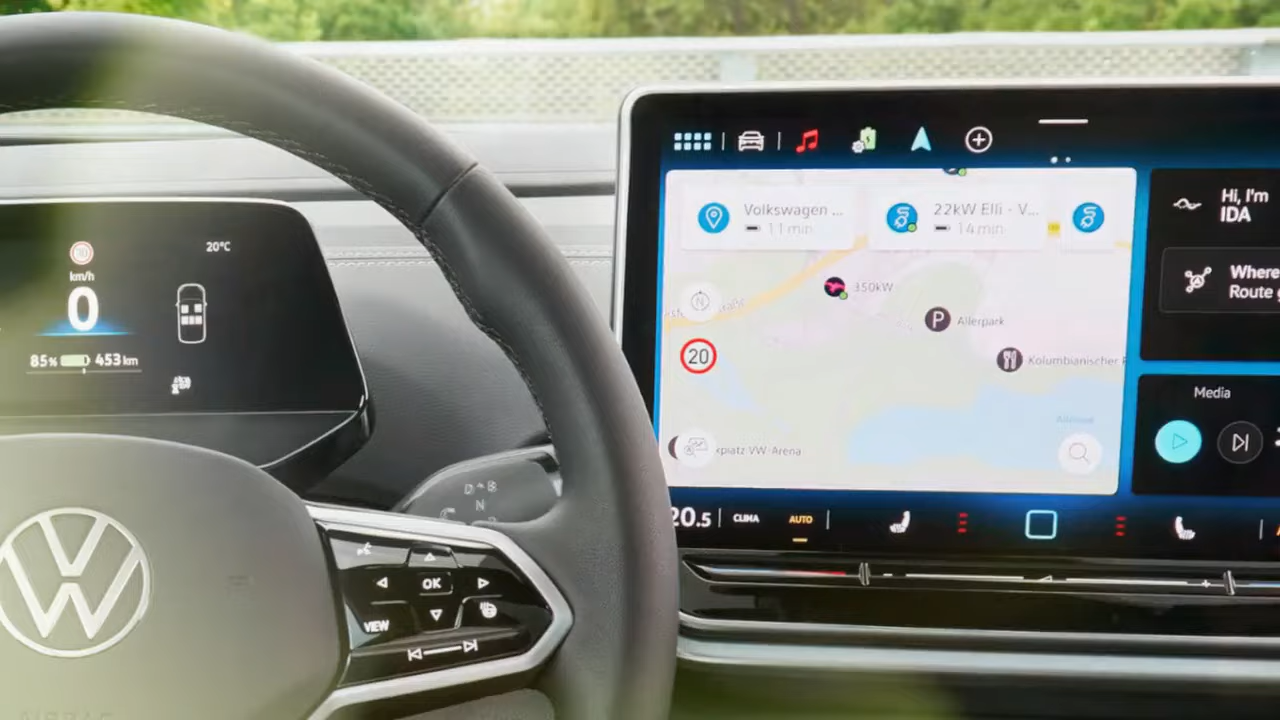 20°C
km/h
0
85% 453 km
Volkswagen ...
11 min
22kW Elli - V...
14 min
350kW
P Allerpark
20
Kolumbianischer
VW-Arena
Hi, I'm
IDA
Where
Route
Media
20.5 CLIMA AUTO
D B
N
OK
VIEW